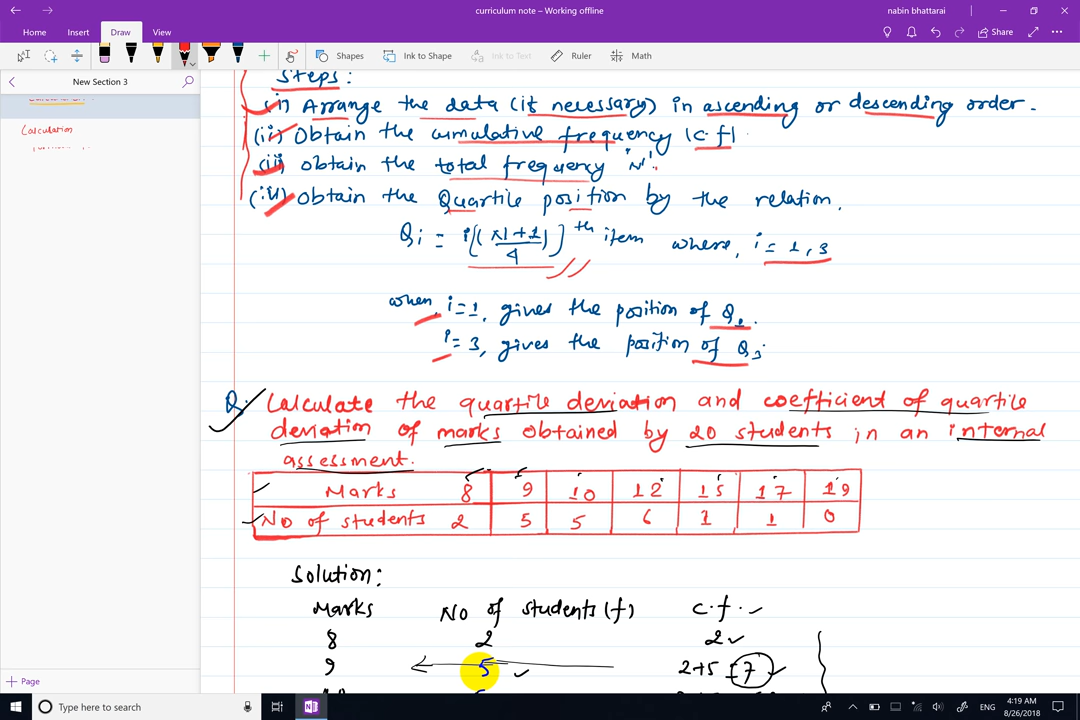 curriculum note - Working offline
nabin bhattarai
Home Insert Draw View
Share
Shapes Ink to Shape Ink to Text Ruler Math
New Section 3
Calculation
Steps:
(i) Arrange the data (if necessary) in ascending or descending order.
(ii) Obtain the cumulative frequency (c.f)
(iii) obtain the total frequency 'N'.
(iv) Obtain the Quartile position by the relation.
Qi = i((N+1)/4)th item where, i = 1, 3
when, i=1, gives the position of Q1.
i=3, gives the position of Q3.
Q. Calculate the quartile deviation and coefficient of quartile
deviation of marks obtained by 20 students in an internal
assessment.
Marks 8 9 10 12 15 17 19
No of students 2 5 5 6 1 1 0
Solution:
Marks No of students (f) c.f.
8 2 2
9 5 2+5=7
Page
Type here to search
ENG
4:19 AM
8/26/2018